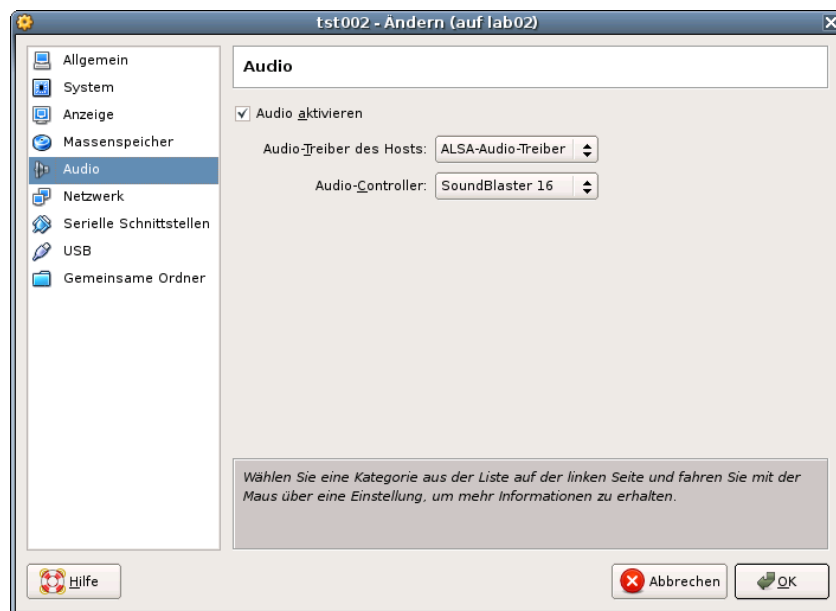 tst002 - Ändern (auf lab02)
Allgemein
System
Anzeige
Massenspeicher
Audio
Netzwerk
Serielle Schnittstellen
USB
Gemeinsame Ordner
Audio
Audio aktivieren
Audio-Treiber des Hosts: ALSA-Audio-Treiber
Audio-Controller: SoundBlaster 16
Wählen Sie eine Kategorie aus der Liste auf der linken Seite und fahren Sie mit der
Maus über eine Einstellung, um mehr Informationen zu erhalten.
Hilfe
Abbrechen
OK